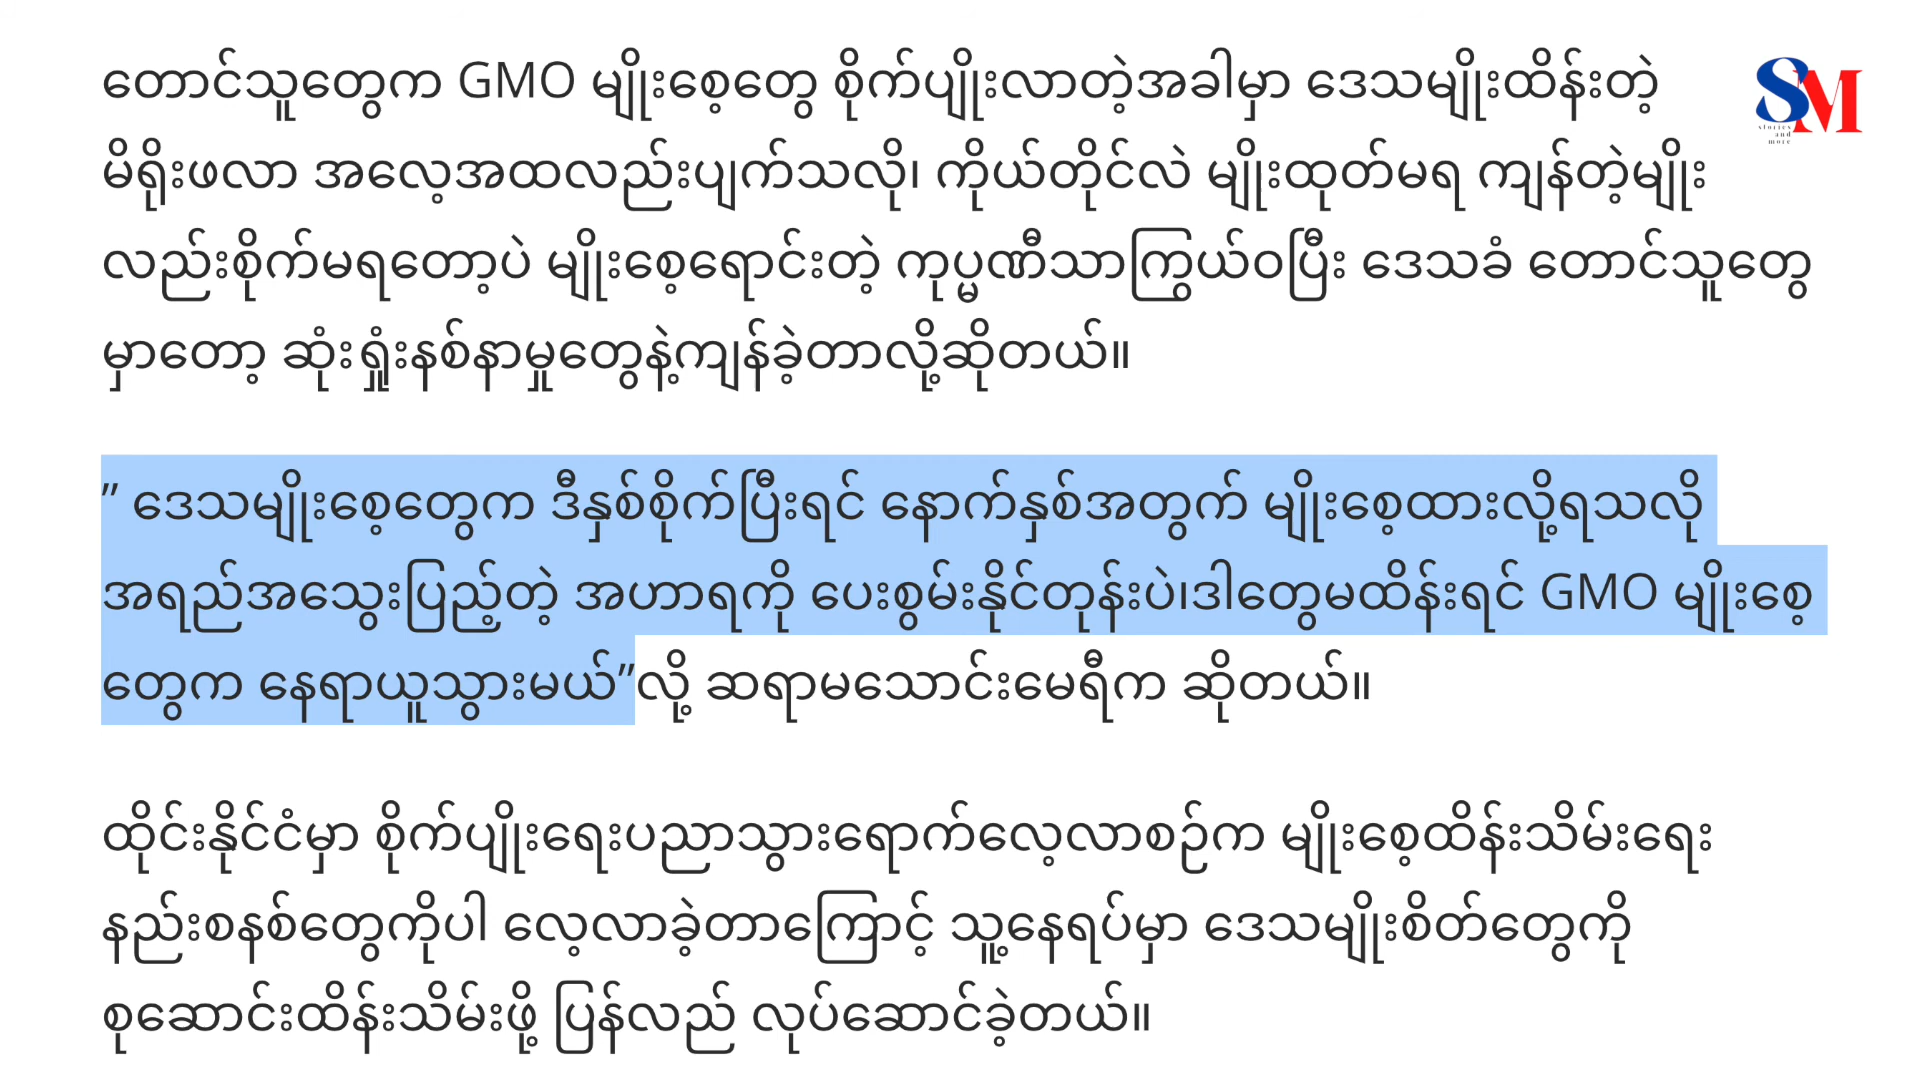 တောင်သူတွေက GMO မျိုးစေ့တွေ စိုက်ပျိုးလာတဲ့အခါမှာ ဒေသမျိုးထိန်းတဲ့
မိရိုးဖလာ အလေ့အထလည်းပျက်သလို၊ ကိုယ်တိုင်လဲ မျိုးထုတ်မရ ကျန်တဲ့မျိုး
လည်းစိုက်မရတော့ပဲ မျိုးစေ့ရောင်းတဲ့ ကုပ္မဏီသာကြွယ်ဝပြီး ဒေသခံ တောင်သူတွေ
မှာတော့ ဆုံးရှုံးနစ်နာမှုတွေနဲ့ကျန်ခဲ့တာလို့ဆိုတယ်။
” ဒေသမျိုးစေ့တွေက ဒီနှစ်စိုက်ပြီးရင် နောက်နှစ်အတွက် မျိုးစေ့ထားလို့ရသလို
အရည်အသွေးပြည့်တဲ့ အဟာရကို ပေးစွမ်းနိုင်တုန်းပဲ၊ဒါတွေမထိန်းရင် GMO မျိုးစေ့
တွေက နေရာယူသွားမယ်”လို့ ဆရာမသောင်းမေရီက ဆိုတယ်။
ထိုင်းနိုင်ငံမှာ စိုက်ပျိုးရေးပညာသွားရောက်လေ့လာစဉ်က မျိုးစေ့ထိန်းသိမ်းရေး
နည်းစနစ်တွေကိုပါ လေ့လာခဲ့တာကြောင့် သူ့နေရပ်မှာ ဒေသမျိုးစိတ်တွေကို
စုဆောင်းထိန်းသိမ်းဖို့ ပြန်လည် လုပ်ဆောင်ခဲ့တယ်။
SM
stories
and
more